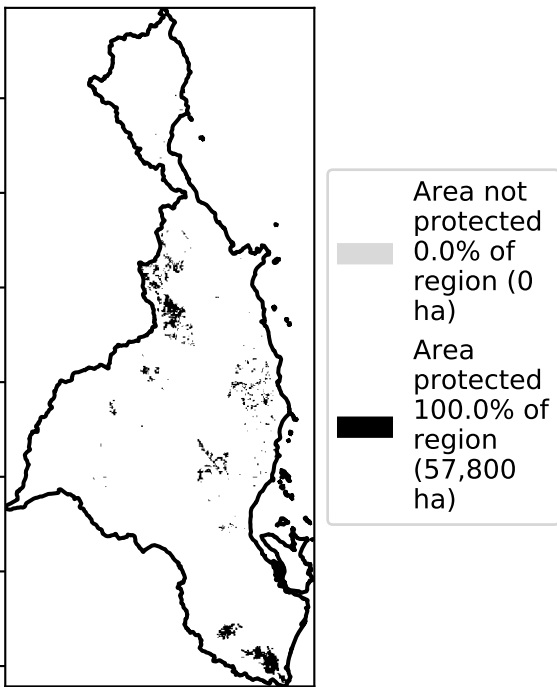 Area not
protected
0.0% of
region (0
ha)
Area
protected
100.0% of
region
(57,800
ha)